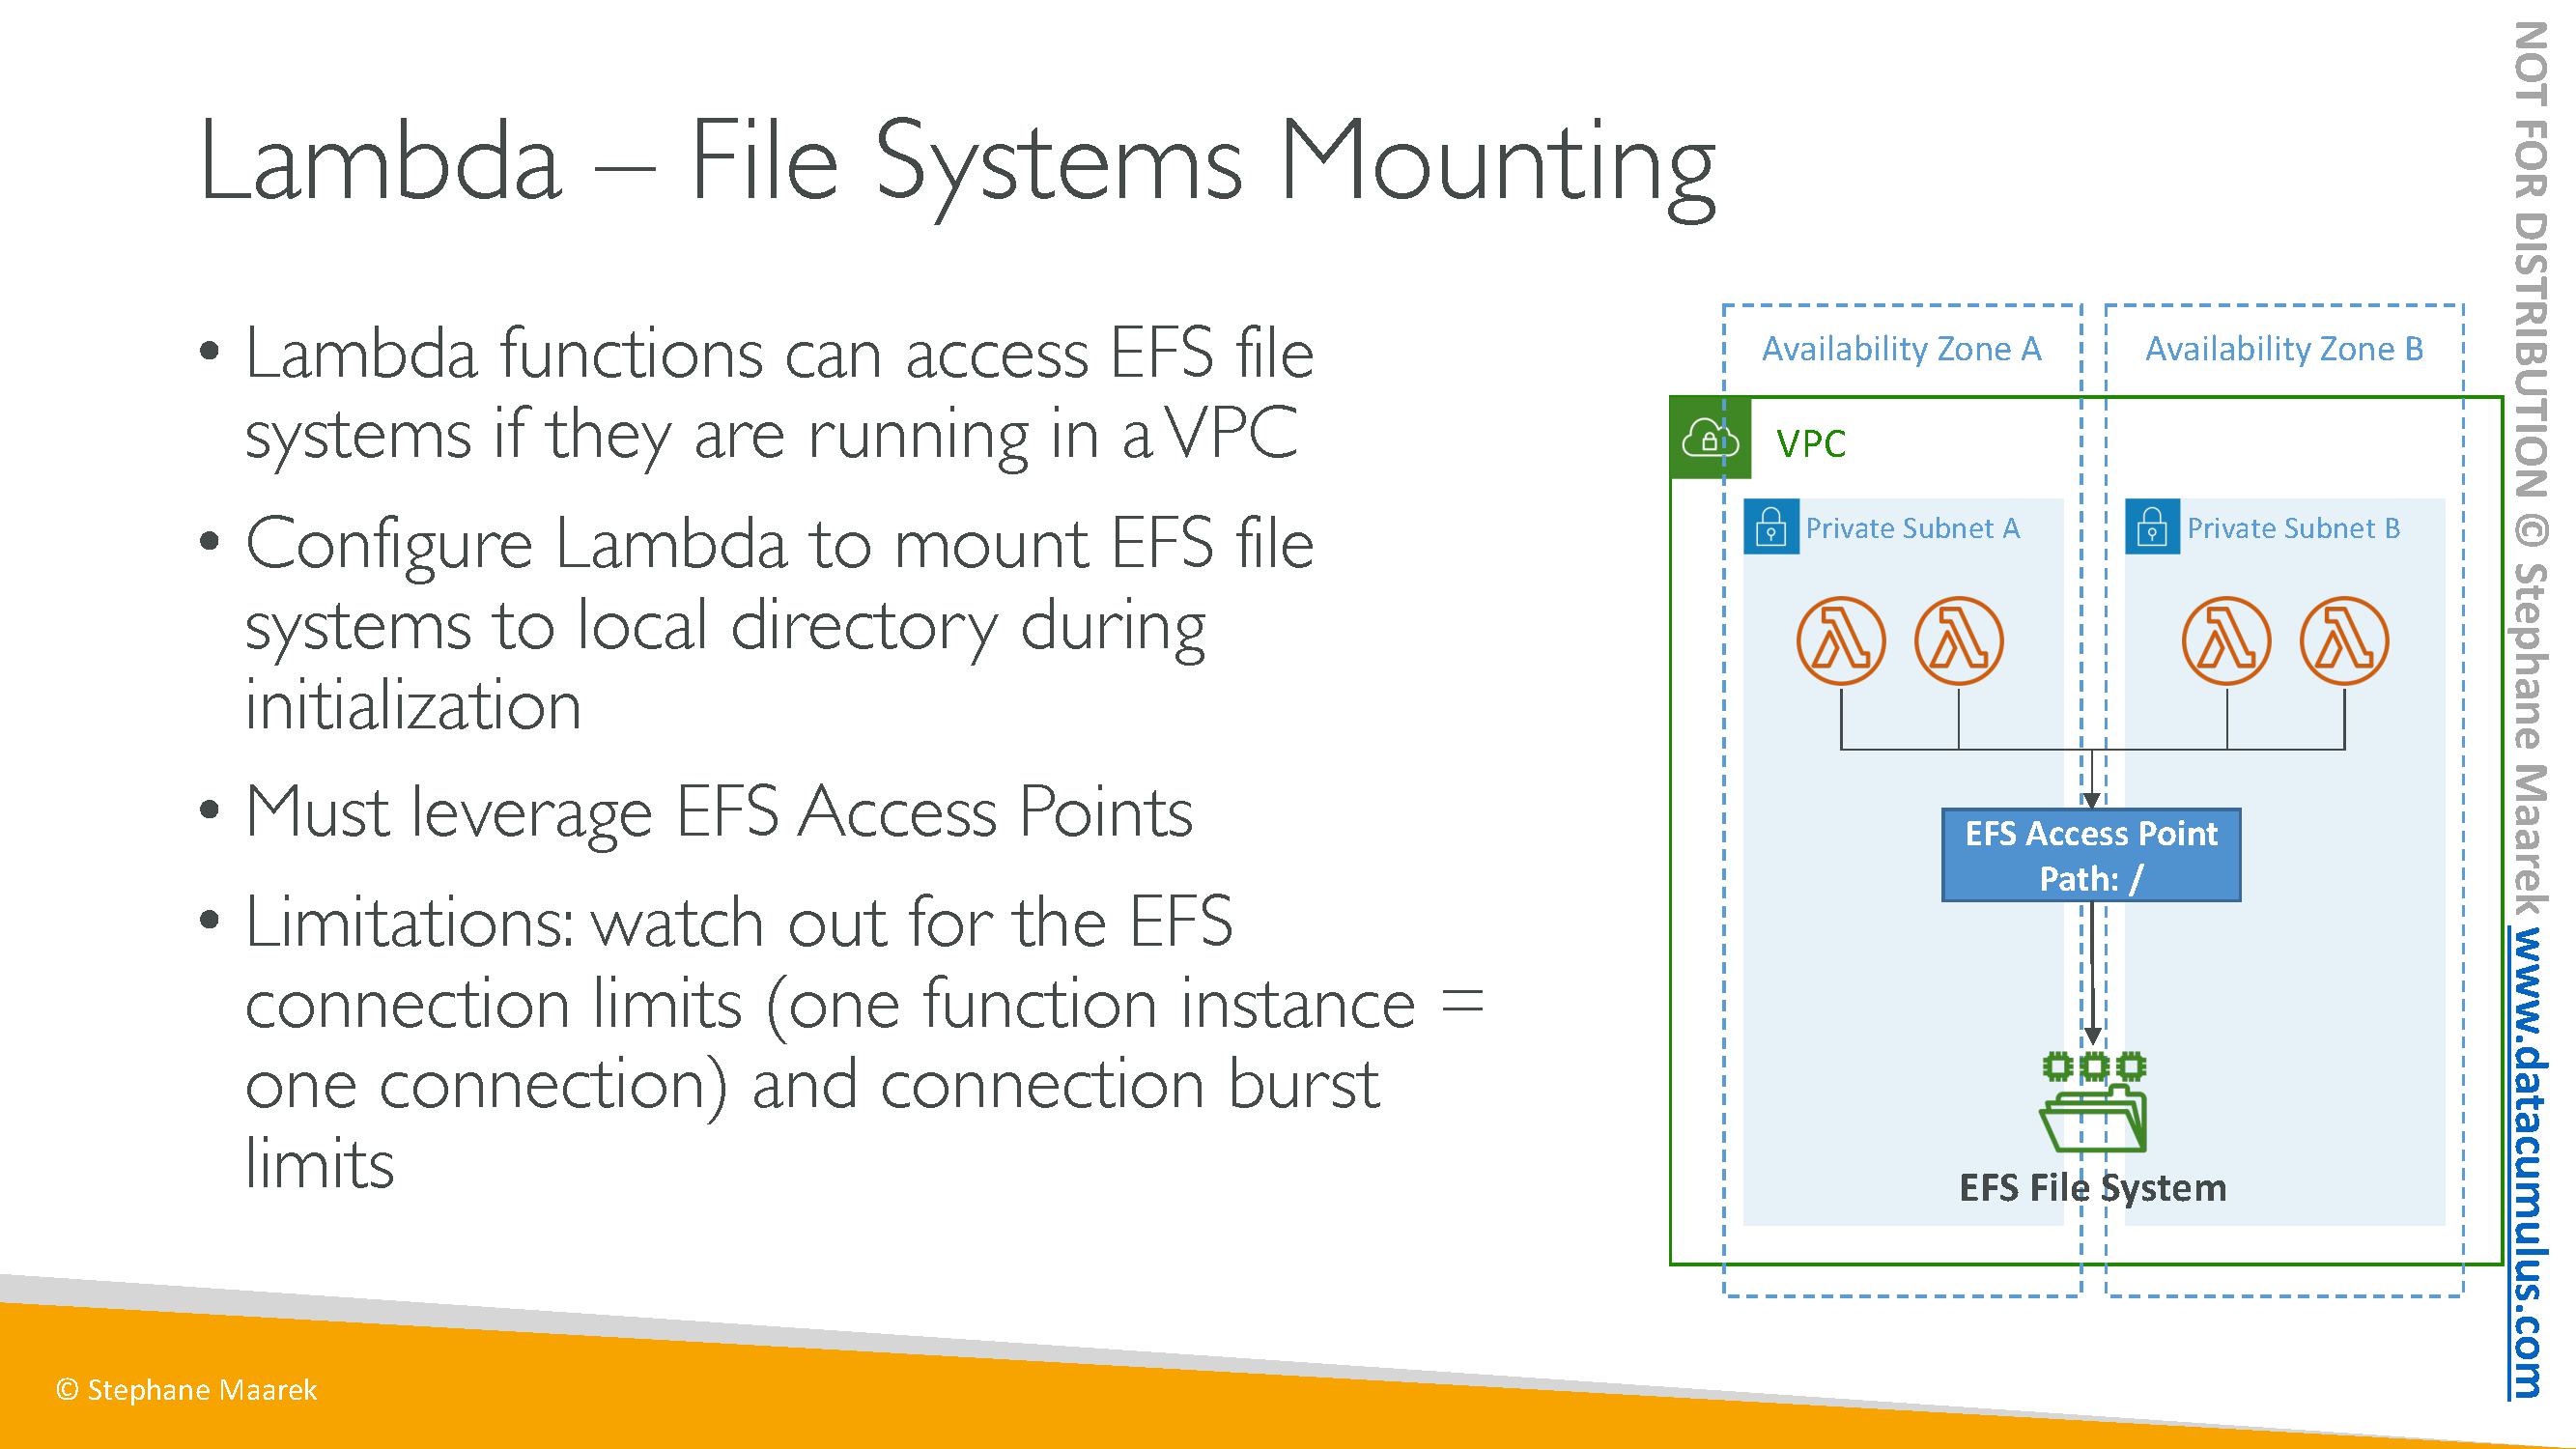 Lambda – File Systems Mounting
• Lambda functions can access EFS file
systems if they are running in a VPC
• Configure Lambda to mount EFS file
systems to local directory during
initialization
• Must leverage EFS Access Points
• Limitations: watch out for the EFS
connection limits (one function instance =
one connection) and connection burst
limits
Availability Zone A
Availability Zone B
VPC
Private Subnet A
Private Subnet B
EFS Access Point
Path: /
EFS File System
© Stephane Maarek
NOT FOR DISTRIBUTION © Stephane Maarek www.datacumulus.com